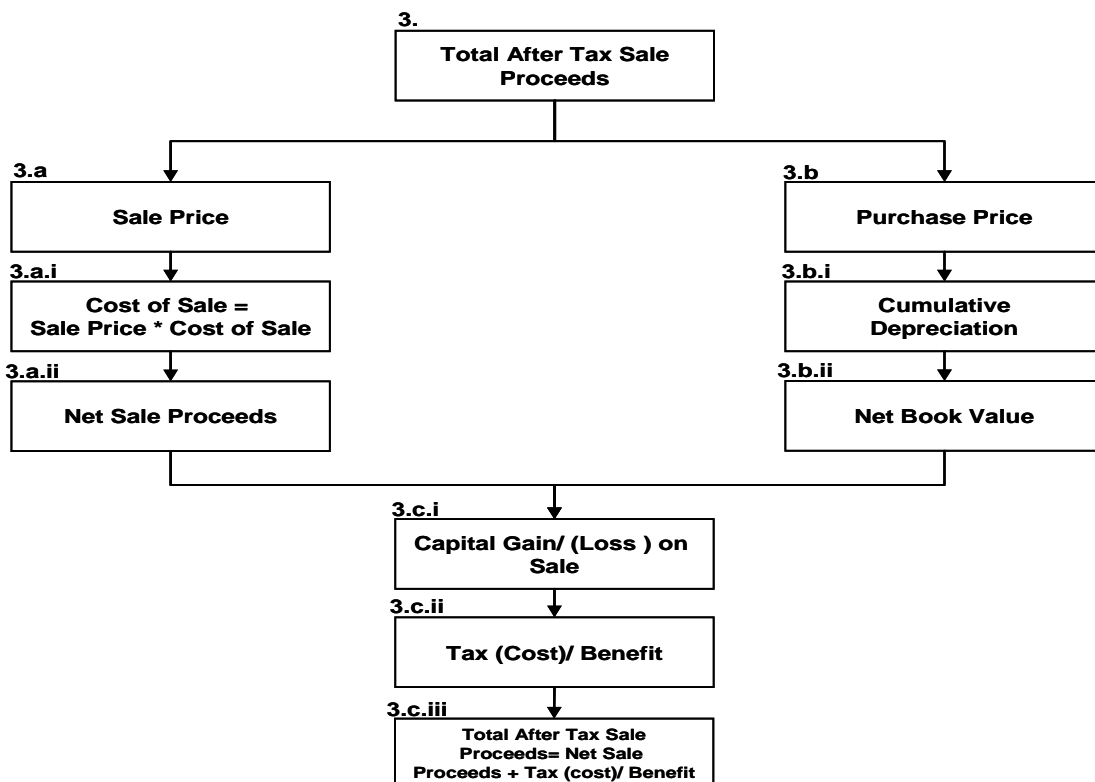 3.
Total After Tax Sale
Proceeds
3.a
Sale Price
3.b
Purchase Price
3.a.i
Cost of Sale =
Sale Price * Cost of Sale
3.b.i
Cumulative
Depreciation
3.a.ii
Net Sale Proceeds
3.b.ii
Net Book Value
3.c.i
Capital Gain/ (Loss ) on
Sale
3.c.ii
Tax (Cost)/ Benefit
3.c.iii
Total After Tax Sale
Proceeds= Net Sale
Proceeds + Tax (cost)/ Benefit